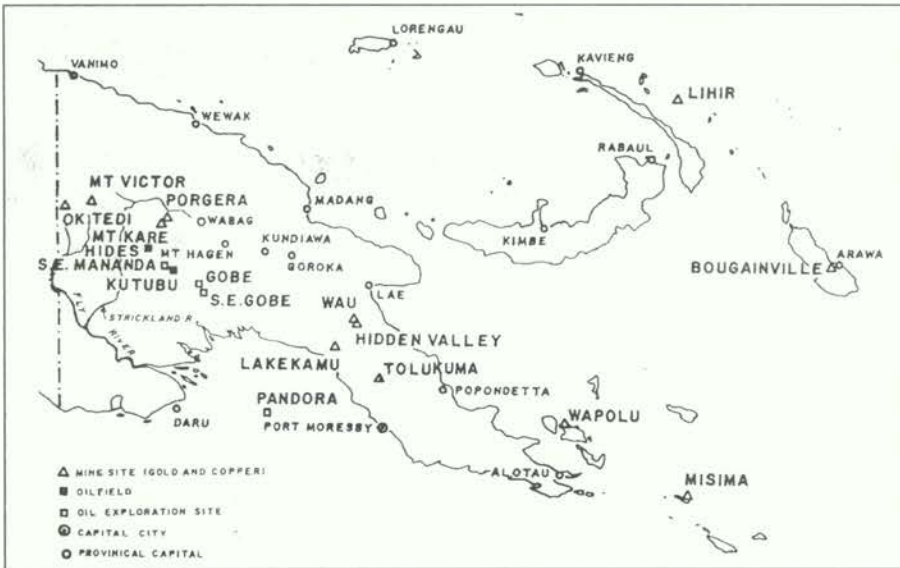 LORENGAU
KAVIENG
VANIMO
LIHIR
WEWAK
RABAUL
MT VICTOR
PORGERA
OK TEDI
WABAG
MADANG
MT KARE
HIDES
MT HAGEN
KUNDIAWA
GOROKA
KIMBE
ARAWA
BOUGAINVILLE
S.E. MANANDA
KUTUBU
GOBE
S.E.GOBE
LAE
WAU
FLY
RIVER
STRICKLAND R
HIDDEN VALLEY
LAKEKAMU
TOLUKUMA
POPONDETTA
PANDORA
DARU
PORT MORESBY
WAPOLU
ALOTAU
MISIMA
MINE SITE (GOLD AND COPPER)
OILFIELD
OIL EXPLORATION SITE
CAPITAL CITY
PROVINICAL CAPITAL